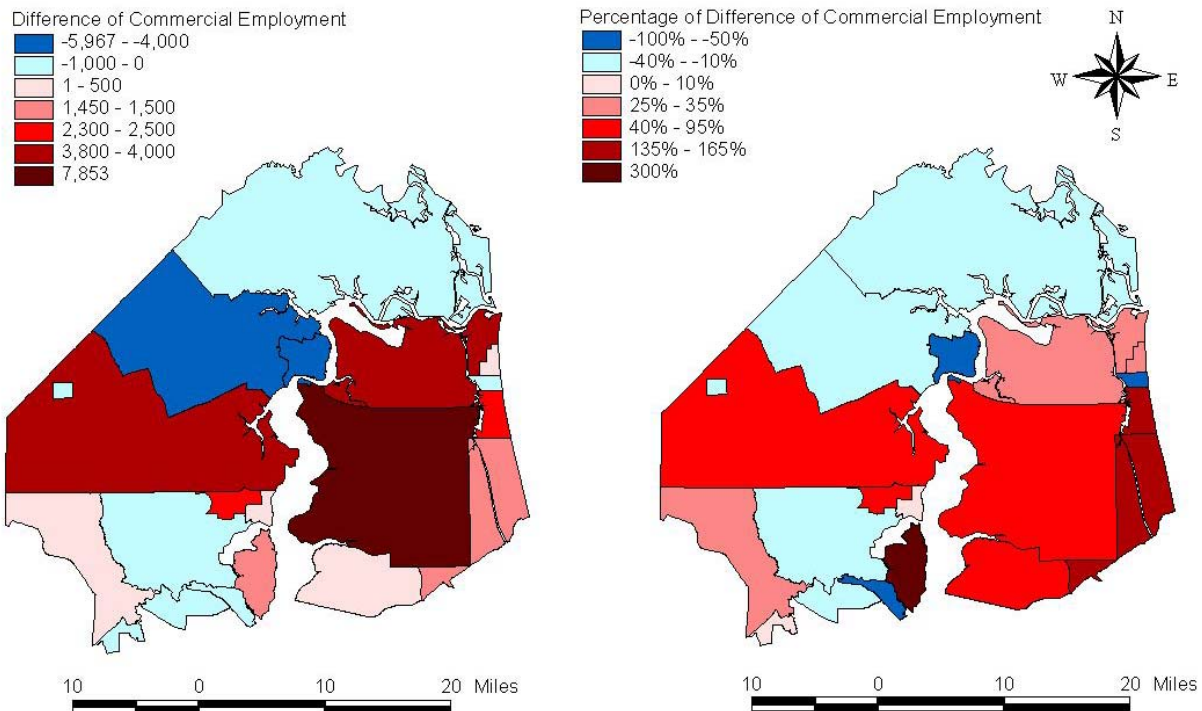 Difference of Commercial Employment
-5,967 - -4,000
-1,000 - 0
1 - 500
1,450 - 1,500
2,300 - 2,500
3,800 - 4,000
7,853
Percentage of Difference of Commercial Employment
-100% - -50%
-40% - -10%
0% - 10%
25% - 35%
40% - 95%
135% - 165%
300%
N
W E
S
10 0 10 20 Miles
10 0 10 20 Miles